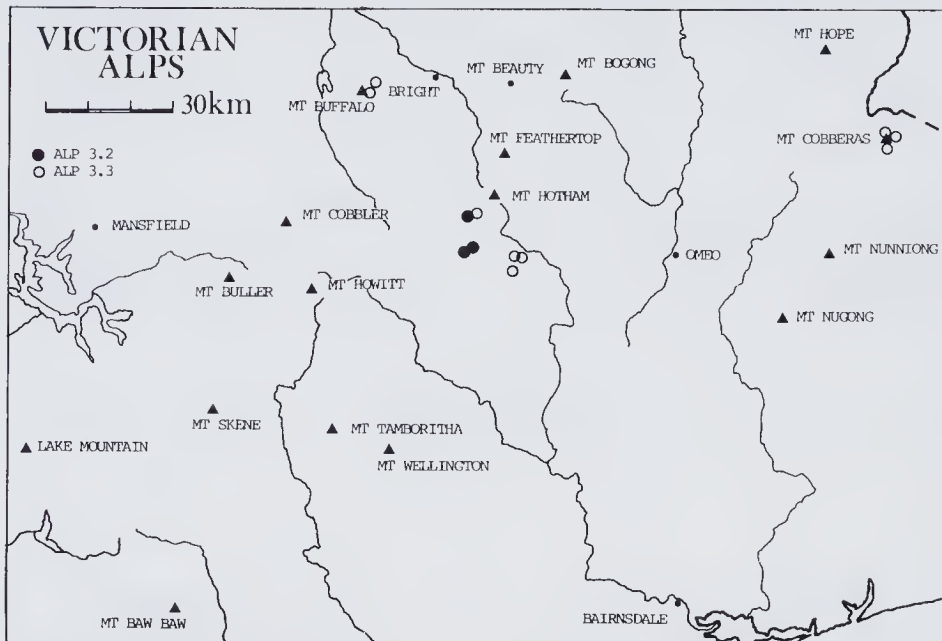 VICTORIAN
ALPS
30km
ALP 3.2
ALP 3.3
MT HOPE
MT BEAUTY
MT BOGONG
BRIGHT
MT BUFFALO
MT COBBERAS
MT FEATHERTOP
MT HOTHAM
MT COBBLER
MANSFIELD
OMEO
MT NUNNIONG
MT BULLER
MT HOWITT
MT NUGONG
MT SKENE
MT TAMBORITHA
LAKE MOUNTAIN
MT WELLINGTON
MT BAW BAW
BAIRNSDALE